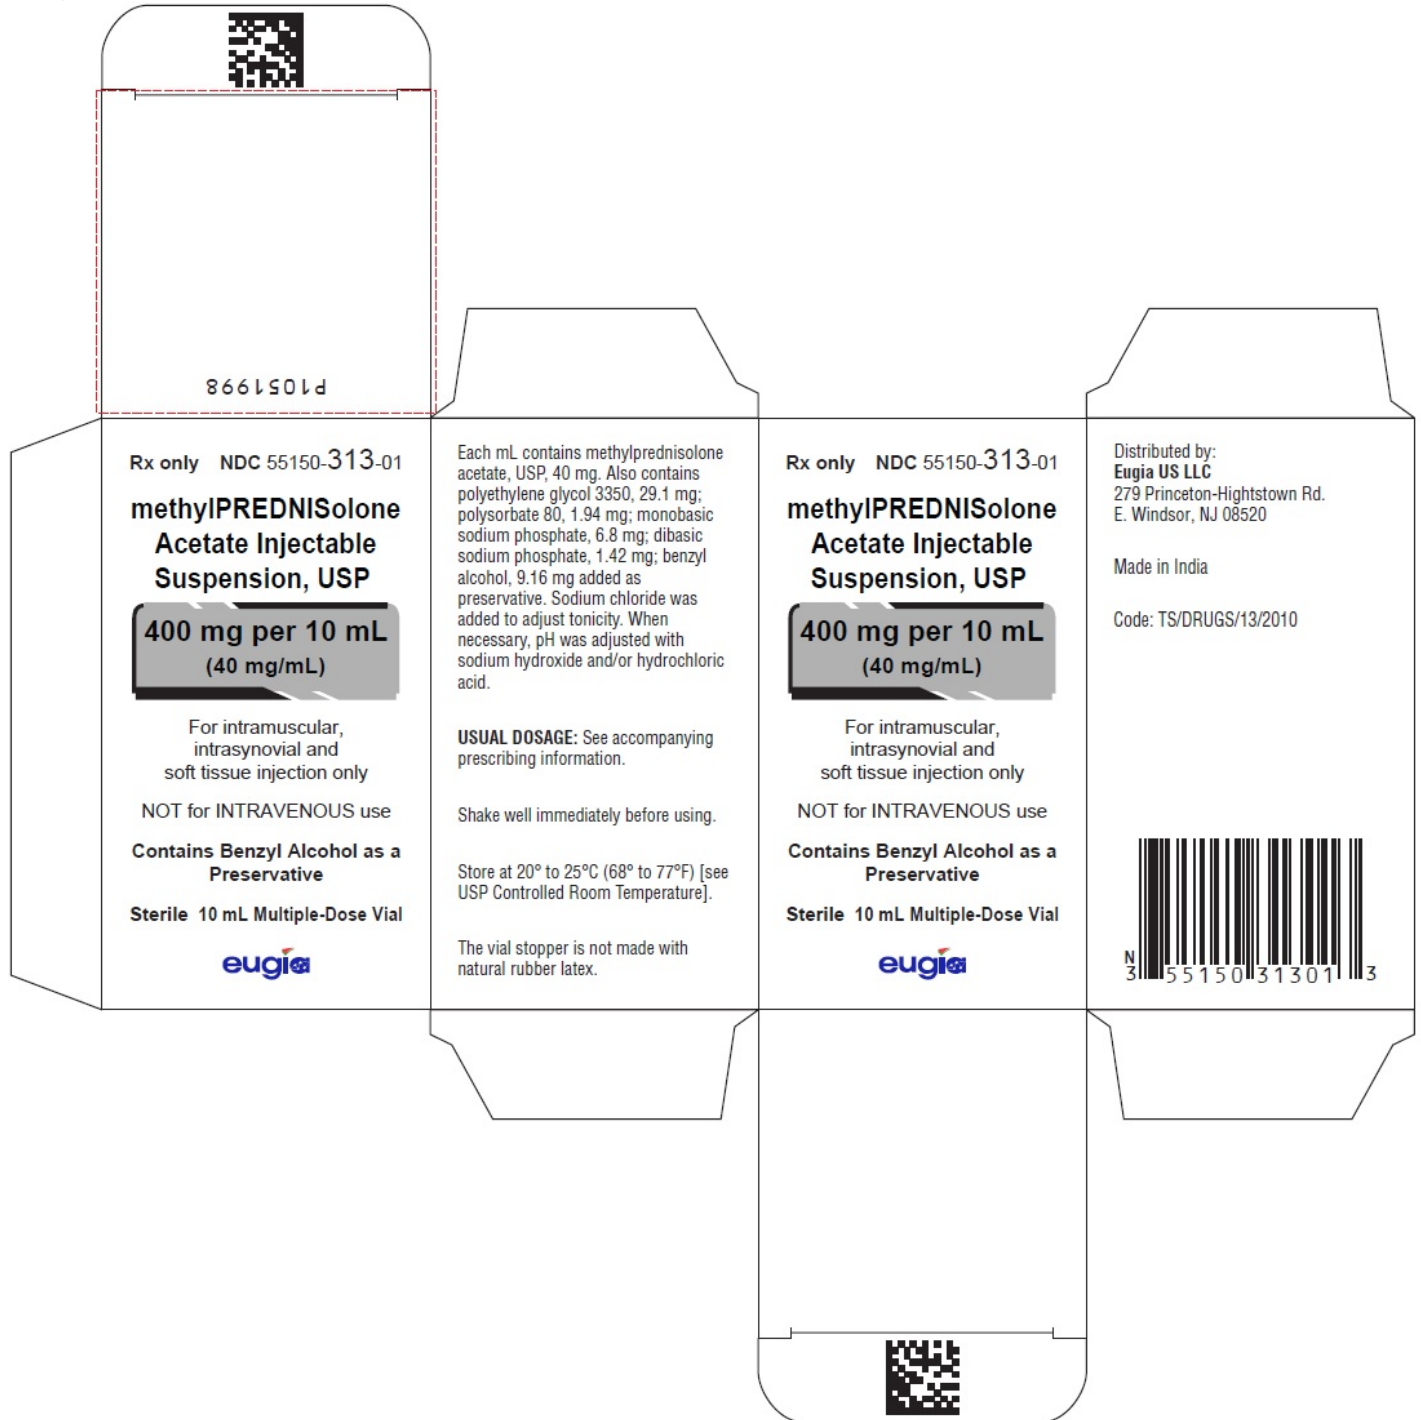 P1051998
Rx only NDC 55150-313-01
methylPREDNISolone
Acetate Injectable
Suspension, USP
400 mg per 10 mL
(40 mg/mL)
For intramuscular,
intrasynovial and
soft tissue injection only
NOT for INTRAVENOUS use
Contains Benzyl Alcohol as a
Preservative
Sterile 10 mL Multiple-Dose Vial
eugia
Each mL contains methylprednisolone
acetate, USP, 40 mg. Also contains
polyethylene glycol 3350, 29.1 mg;
polysorbate 80, 1.94 mg; monobasic
sodium phosphate, 6.8 mg; dibasic
sodium phosphate, 1.42 mg; benzyl
alcohol, 9.16 mg added as
preservative. Sodium chloride was
added to adjust tonicity. When
necessary, pH was adjusted with
sodium hydroxide and/or hydrochloric
acid.
USUAL DOSAGE: See accompanying
prescribing information.
Shake well immediately before using.
Store at 20° to 25°C (68° to 77°F) [see
USP Controlled Room Temperature].
The vial stopper is not made with
natural rubber latex.
Rx only NDC 55150-313-01
methylPREDNISolone
Acetate Injectable
Suspension, USP
400 mg per 10 mL
(40 mg/mL)
For intramuscular,
intrasynovial and
soft tissue injection only
NOT for INTRAVENOUS use
Contains Benzyl Alcohol as a
Preservative
Sterile 10 mL Multiple-Dose Vial
eugia
Distributed by:
Eugia US LLC
279 Princeton-Hightstown Rd.
E. Windsor, NJ 08520
Made in India
Code: TS/DRUGS/13/2010
N
3 55150 31301 3